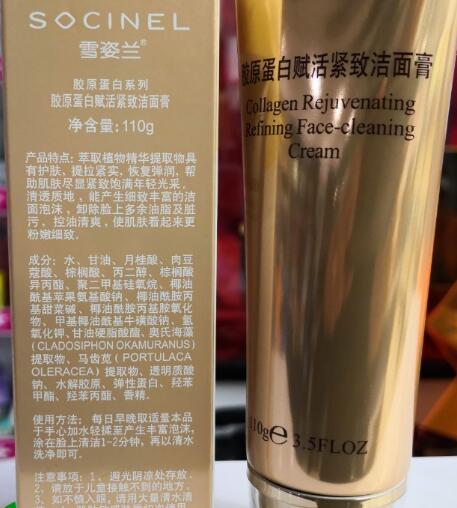 SOCINEL
雪姿兰®
胶原蛋白系列
胶原蛋白赋活紧致洁面膏
净含量:110g
产品特点:萃取植物精华提取物具
有护肤、提拉紧实、恢复弹润,帮
助肌肤尽显紧致饱满年轻光采。
清透质地,能产生细致丰富的洁
面泡沫,卸除脸上多余油脂及脏
污、控油清爽,使肌肤看起来更
粉嫩细致。
成分:水、甘油、月桂酸、肉豆
蔻酸、棕榈酸、丙二醇、棕榈酸
异丙酯、聚二甲基硅氧烷、椰油
酰基苹果氨基酸钠、椰油酰胺丙
基甜菜碱、椰油酰胺丙基胺氧化
物、甲基椰油酰基牛磺酸钠、氢
氧化钾、甘油硬脂酸酯、奥氏海藻
(CLADOSIPHON OKAMURANUS)
提取物、马齿苋(PORTULACA
OLERACEA)提取物、透明质酸
钠、水解胶原、弹性蛋白、羟苯
甲酯、羟苯丙酯、香精.
使用方法:每日早晚取适量本品
于手心加水轻揉至产生丰富泡沫,
涂在脸上清洁1-2分钟,再以清水
洗净即可.
注意事项:1、避光阴凉处存放.
2、请放于儿童接触不到的地方.
3、如不慎入眼,请用大量清水清
胶原蛋白赋活紧致洁面膏
Collagen Rejuvenating
Refining Face-cleaning
Cream
110g℮3.5FLOZ